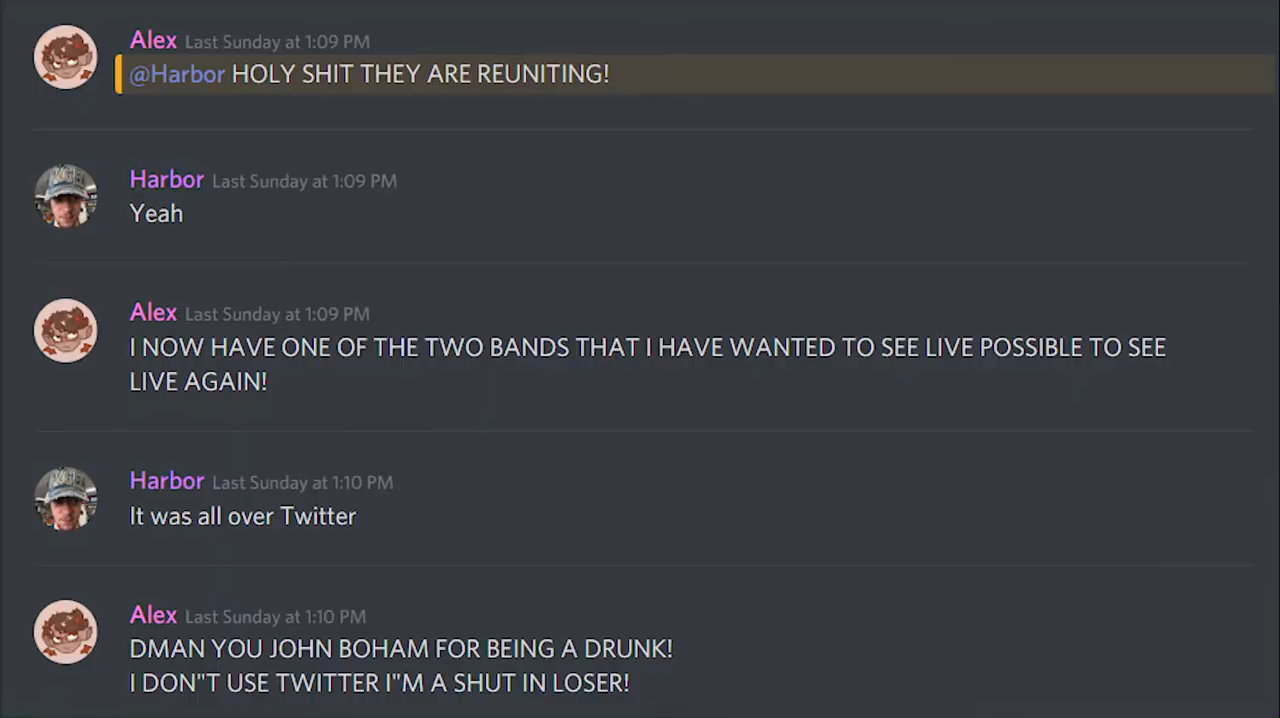 Alex Last Sunday at 1:09 PM
@Harbor HOLY SHIT THEY ARE REUNITING!
Harbor Last Sunday at 1:09 PM
Yeah
Alex Last Sunday at 1:09 PM
I NOW HAVE ONE OF THE TWO BANDS THAT I HAVE WANTED TO SEE LIVE POSSIBLE TO SEE
LIVE AGAIN!
Harbor Last Sunday at 1:10 PM
It was all over Twitter
Alex Last Sunday at 1:10 PM
DMAN YOU JOHN BOHAM FOR BEING A DRUNK!
I DON"T USE TWITTER I"M A SHUT IN LOSER!